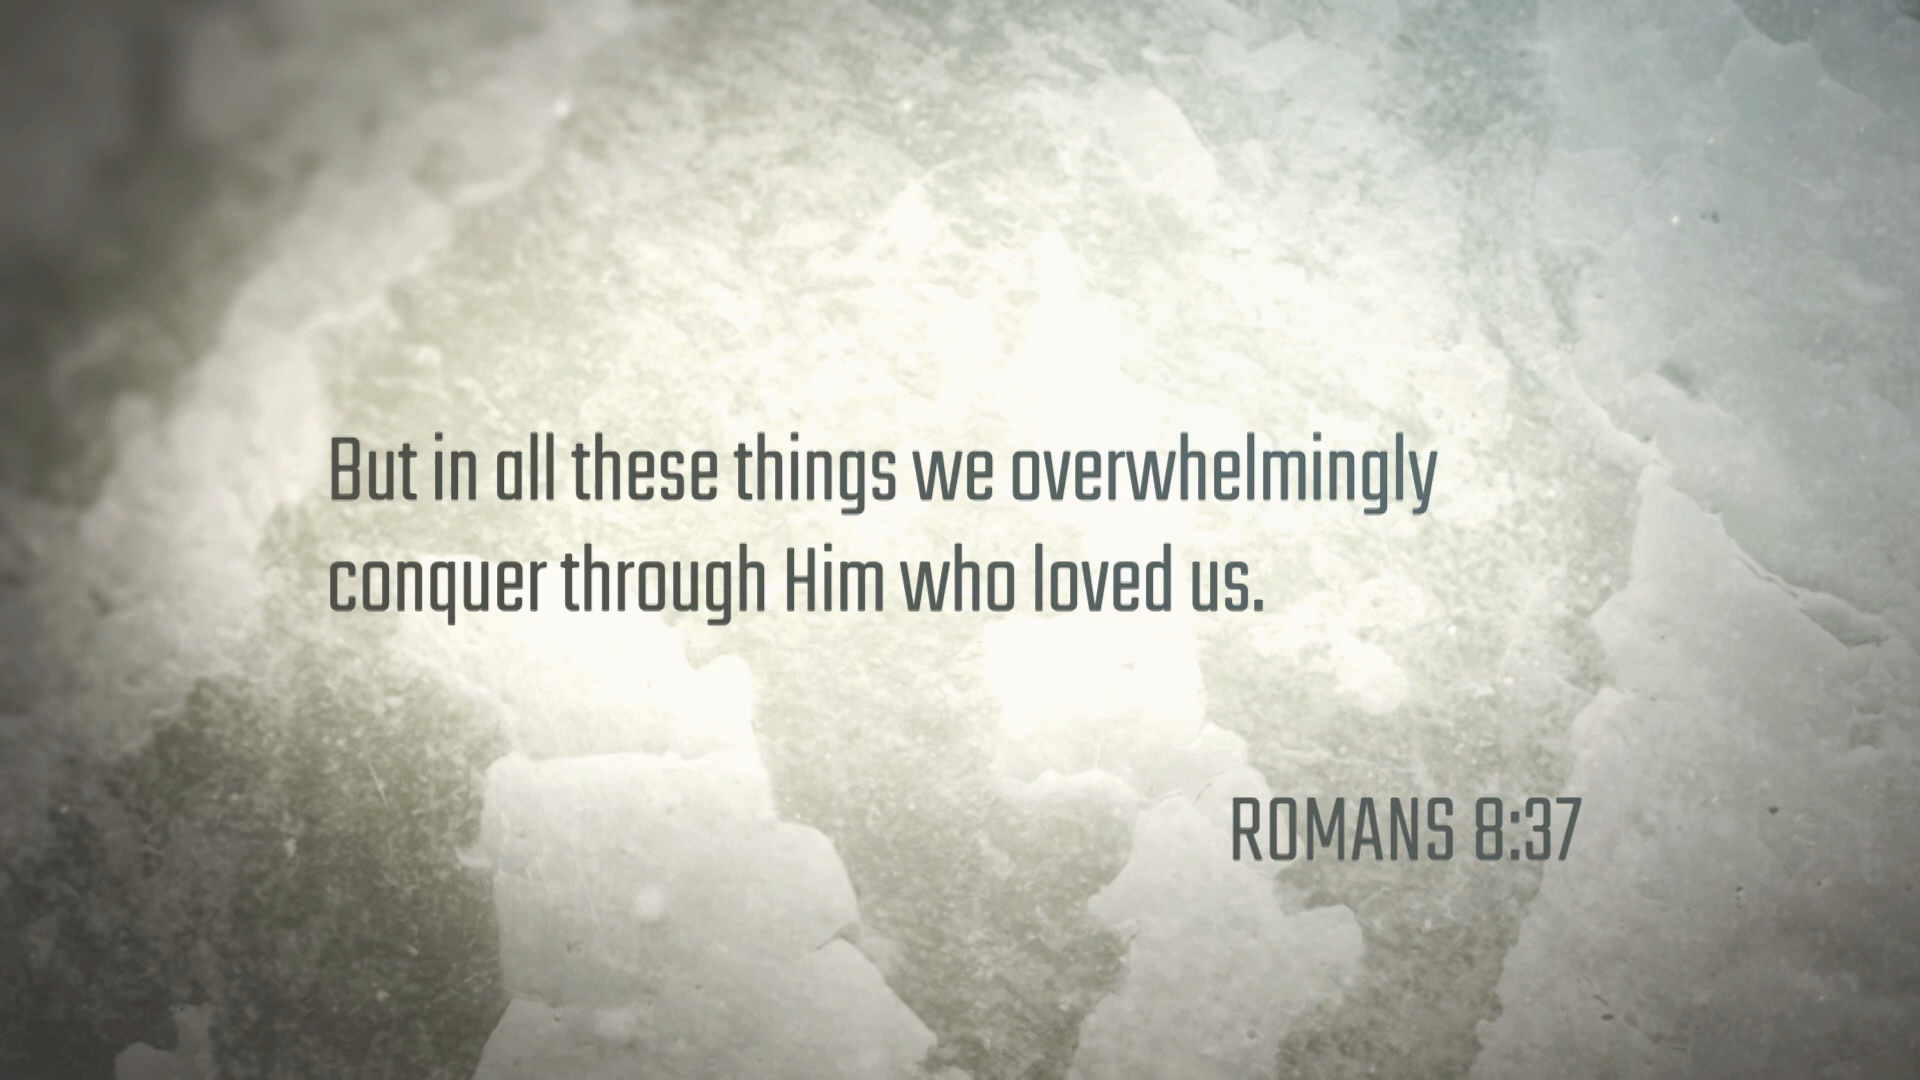 But in all these things we overwhelmingly
conquer through Him who loved us.
ROMANS 8:37